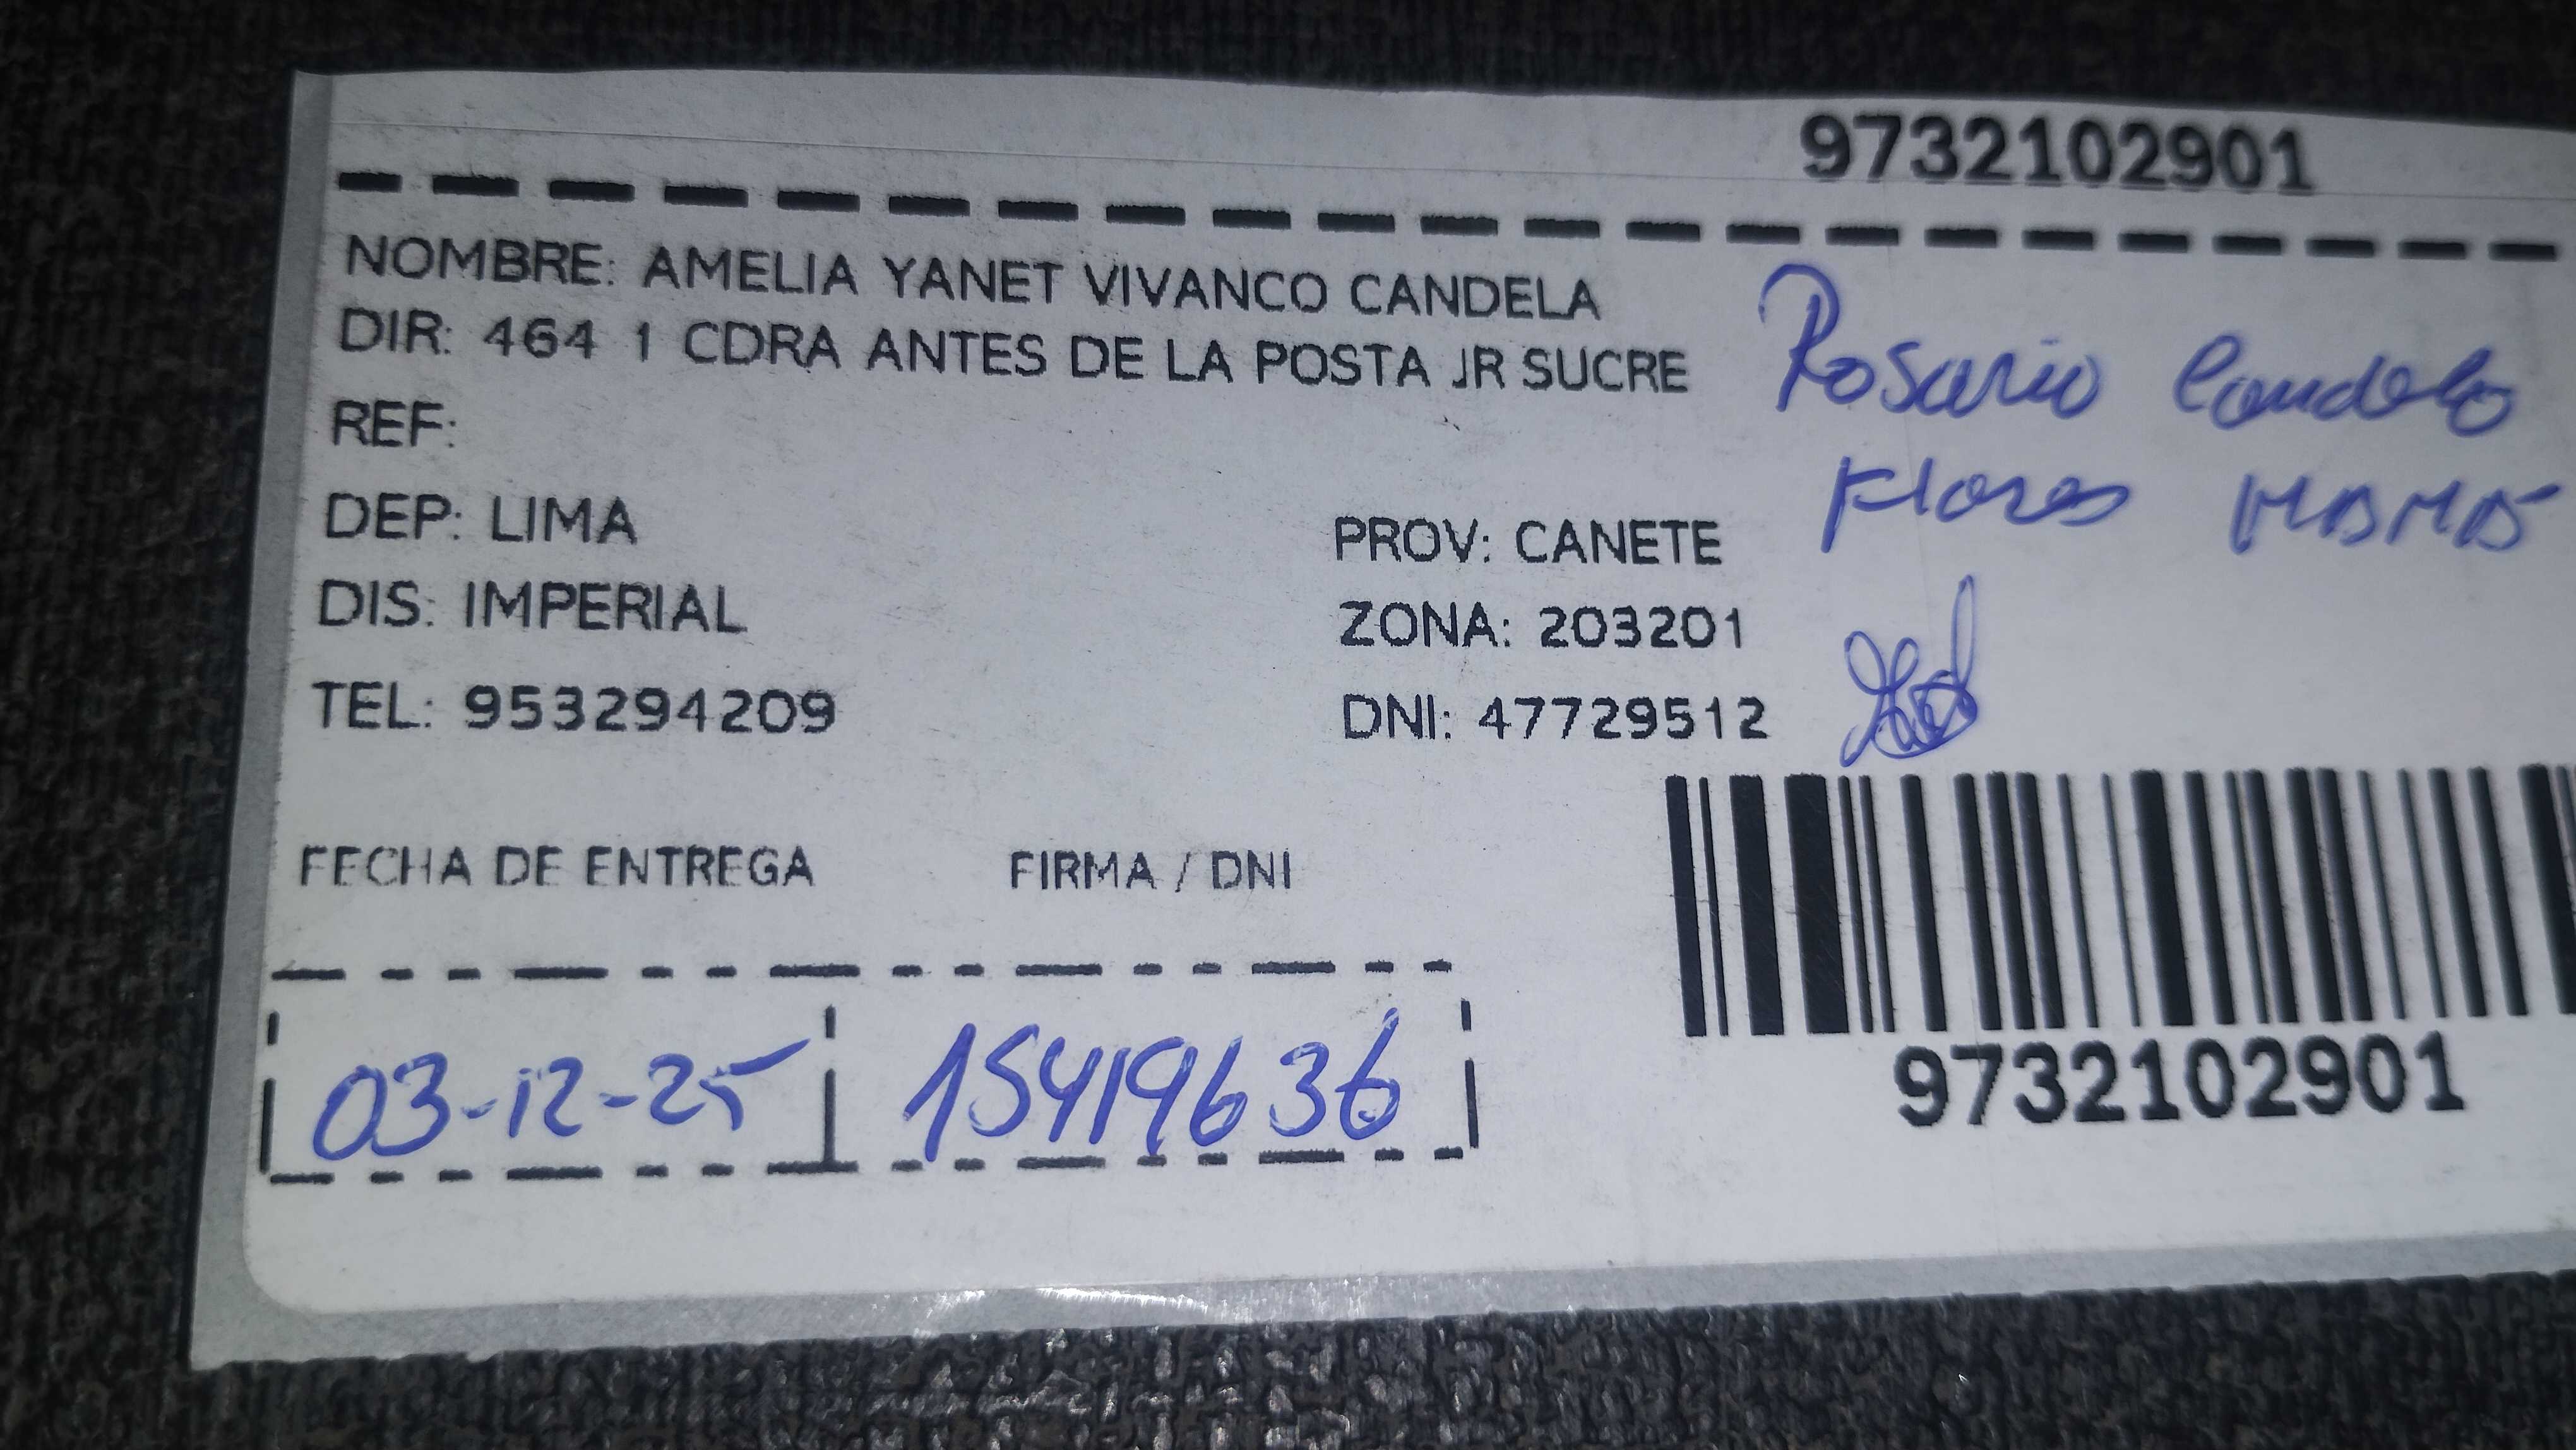 9732102901
NOMBRE: AMELIA YANET VIVANCO CANDELA
DIR: 464 1 CDRA ANTES DE LA POSTA JR SUCRE
REF:
DEP: LIMA
PROV: CANETE
DIS: IMPERIAL
ZONA: 203201
TEL: 953294209
DNI: 47729512
Rosario Candela
Flores MAMA
FECHA DE ENTREGA
FIRMA / DNI
03-12-25
15419636
9732102901